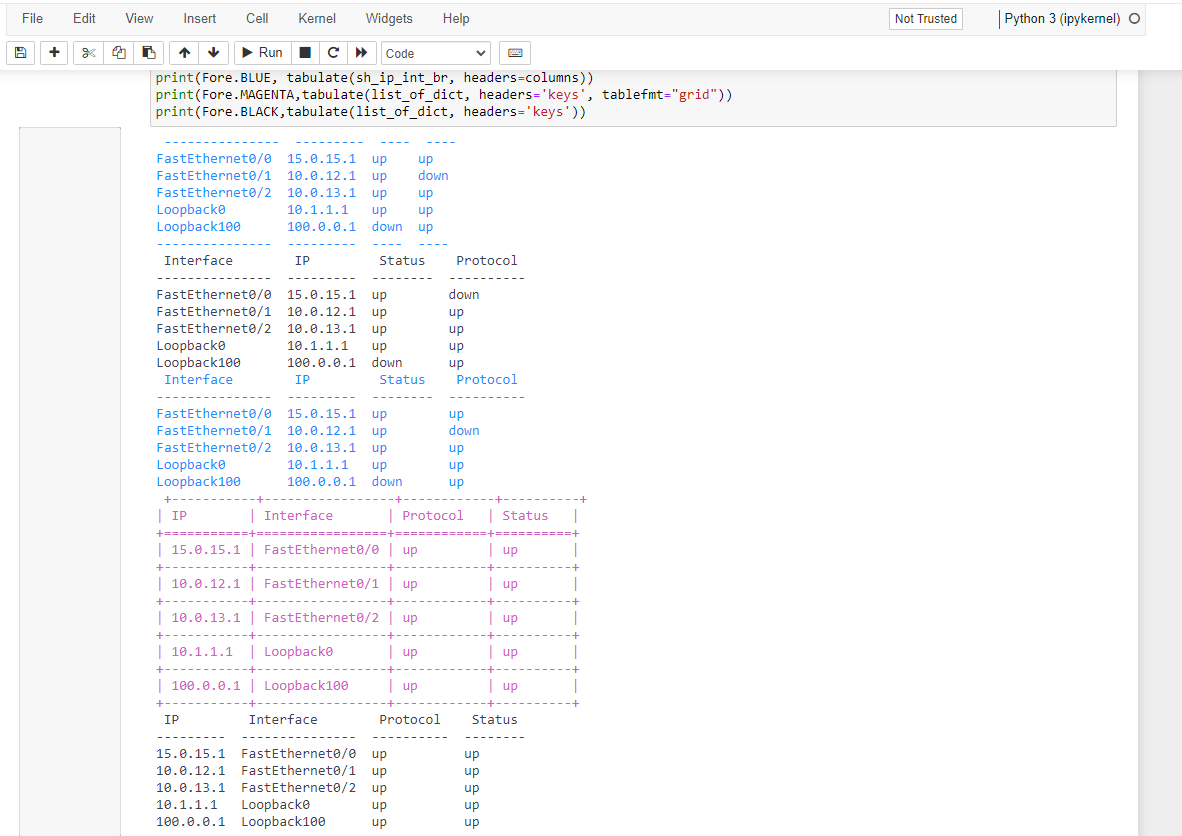 File Edit View Insert Cell Kernel Widgets Help Not Trusted Python 3 (ipykernel)
Run Code
print(Fore.BLUE, tabulate(sh_ip_int_br, headers=columns))
print(Fore.MAGENTA,tabulate(list_of_dict, headers='keys', tablefmt="grid"))
print(Fore.BLACK,tabulate(list_of_dict, headers='keys'))
 ---------------  ---------  ----  ----
FastEthernet0/0  15.0.15.1  up    up
FastEthernet0/1  10.0.12.1  up    down
FastEthernet0/2  10.0.13.1  up    up
Loopback0        10.1.1.1   up    up
Loopback100      100.0.0.1  down  up
---------------  ---------  ----  ----
 Interface        IP         Status    Protocol
---------------  ---------  --------  ----------
FastEthernet0/0  15.0.15.1  up        down
FastEthernet0/1  10.0.12.1  up        up
FastEthernet0/2  10.0.13.1  up        up
Loopback0        10.1.1.1   up        up
Loopback100      100.0.0.1  down      up
 Interface        IP         Status    Protocol
---------------  ---------  --------  ----------
FastEthernet0/0  15.0.15.1  up        up
FastEthernet0/1  10.0.12.1  up        down
FastEthernet0/2  10.0.13.1  up        up
Loopback0        10.1.1.1   up        up
Loopback100      100.0.0.1  down      up
 +-----------+-----------------+------------+----------+
| IP        | Interface       | Protocol   | Status   |
+===========+=================+============+==========+
| 15.0.15.1 | FastEthernet0/0 | up         | up       |
+-----------+-----------------+------------+----------+
| 10.0.12.1 | FastEthernet0/1 | up         | up       |
+-----------+-----------------+------------+----------+
| 10.0.13.1 | FastEthernet0/2 | up         | up       |
+-----------+-----------------+------------+----------+
| 10.1.1.1  | Loopback0       | up         | up       |
+-----------+-----------------+------------+----------+
| 100.0.0.1 | Loopback100     | up         | up       |
+-----------+-----------------+------------+----------+
 IP         Interface        Protocol    Status
---------  ---------------  ----------  --------
15.0.15.1  FastEthernet0/0  up          up
10.0.12.1  FastEthernet0/1  up          up
10.0.13.1  FastEthernet0/2  up          up
10.1.1.1   Loopback0        up          up
100.0.0.1  Loopback100      up          up